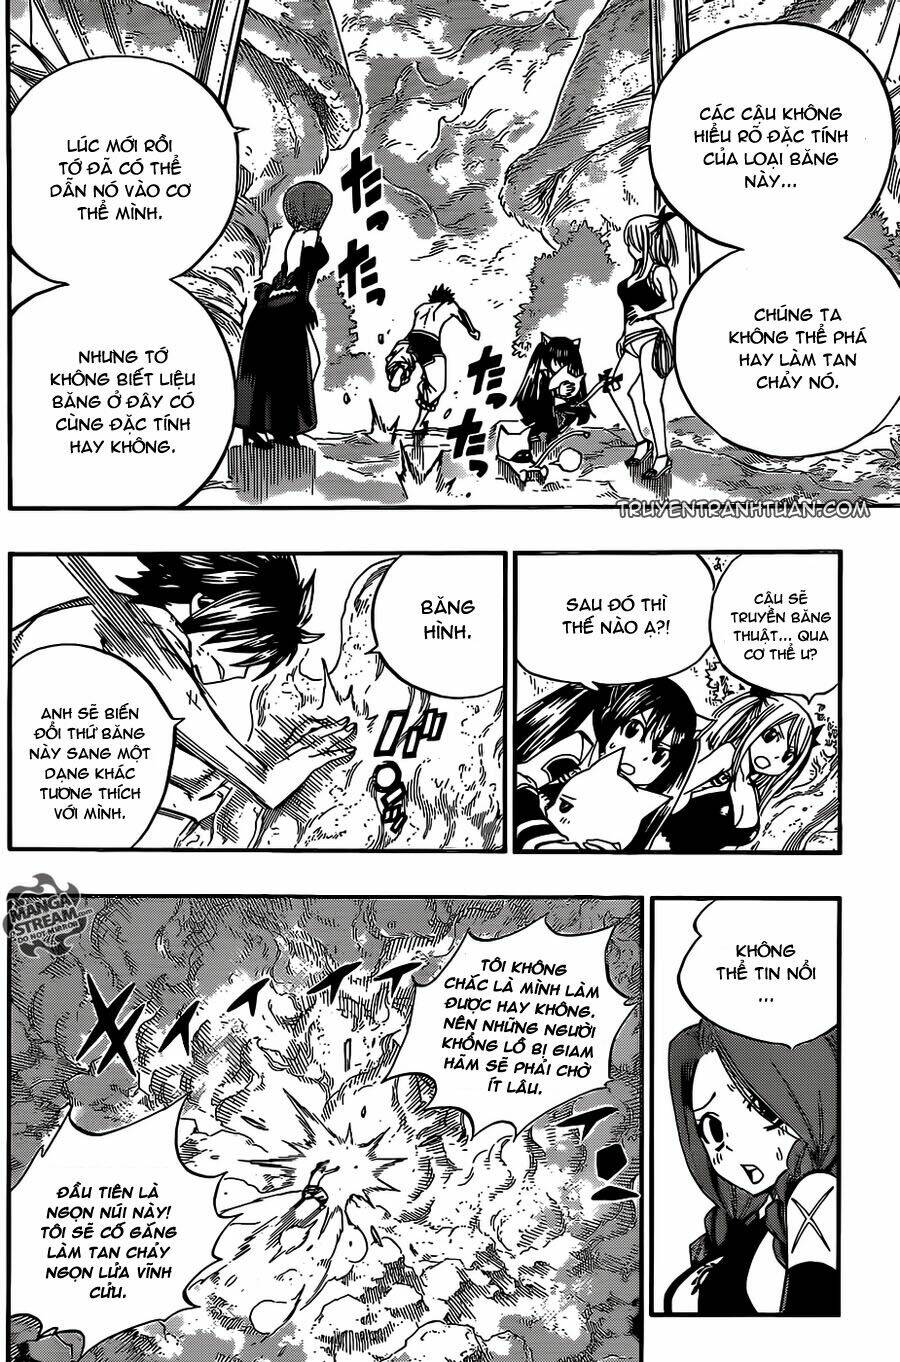 CÁC CẬU KHÔNG
HIỂU RÕ ĐẶC TÍNH
CỦA LOẠI BĂNG
NÀY...
CHÚNG TA
KHÔNG THỂ PHÁ
HAY LÀM TAN
CHẢY NÓ.
LÚC MỚI RỒI
TỚ ĐÃ CÓ THỂ
DẪN NÓ VÀO CƠ
THỂ MÌNH.
NHƯNG TỚ
KHÔNG BIẾT LIỆU
BĂNG Ở ĐÂY CÓ
CÙNG ĐẶC TÍNH
HAY KHÔNG.
たっ
たっ
たっ
たっ
TRUYENTRANHTUAN.COM
CẬU SẼ
TRUYỀN BĂNG
THUẬT... QUA
CƠ THỂ Ư?
SAU ĐÓ THÌ
THẾ NÀO Ạ?!
BĂNG
HÌNH.
ANH SẼ BIẾN
ĐỔI THỨ BĂNG
NÀY SANG MỘT
DẠNG KHÁC
TƯƠNG THÍCH
VỚI MÌNH.
KHÔNG
THỂ TIN NỔI
...
MANGA
STREAM.com
DO NOT MIRROR
TÔI KHÔNG
CHẮC LÀ MÌNH LÀM
ĐƯỢC HAY KHÔNG.
NÊN NHỮNG NGƯỜI
KHỔNG LỒ BỊ GIAM
HÃM SẼ PHẢI CHỜ
ÍT LÂU.
ĐẦU TIÊN LÀ
NGỌN NÚI NÀY!
TÔI SẼ CỐ GẮNG
LÀM TAN CHẢY
NGỌN LỬA VĨNH
CỬU.